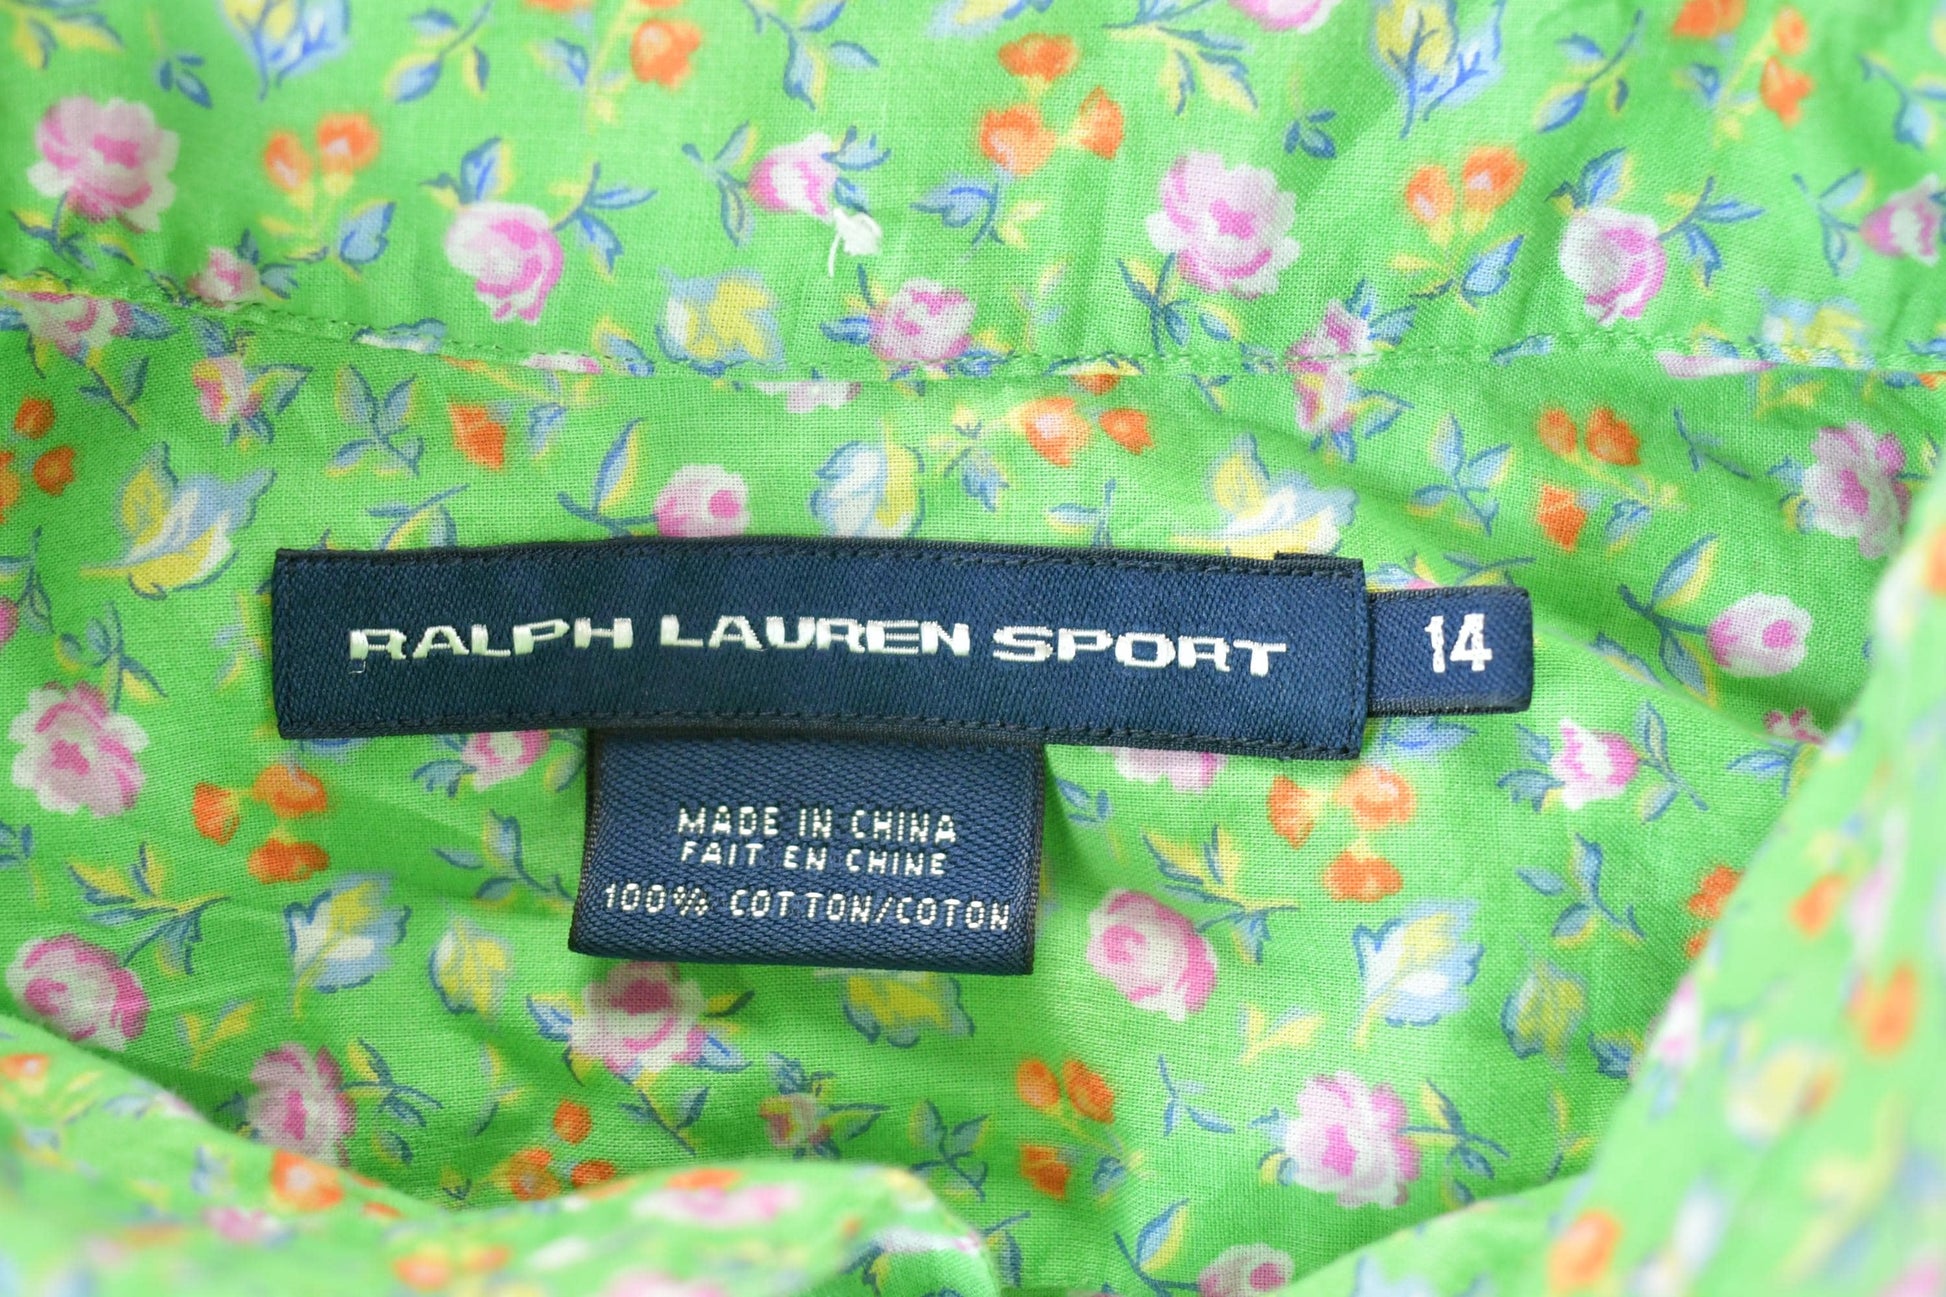 RALPH LAUREN SPORT
14
MADE IN CHINA
FAIT EN CHINE
100% COTTON/COTON